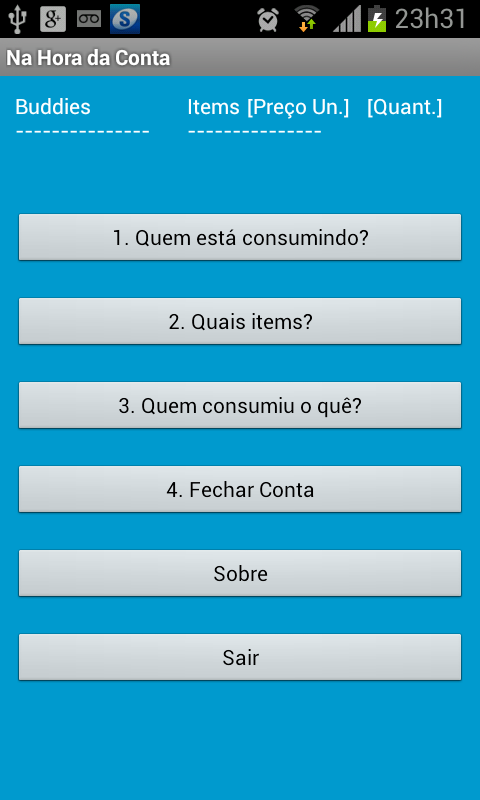 23h31
Na Hora da Conta
Buddies Items [Preço Un.] [Quant.]
--------------- ---------------
1. Quem está consumindo?
2. Quais items?
3. Quem consumiu o quê?
4. Fechar Conta
Sobre
Sair